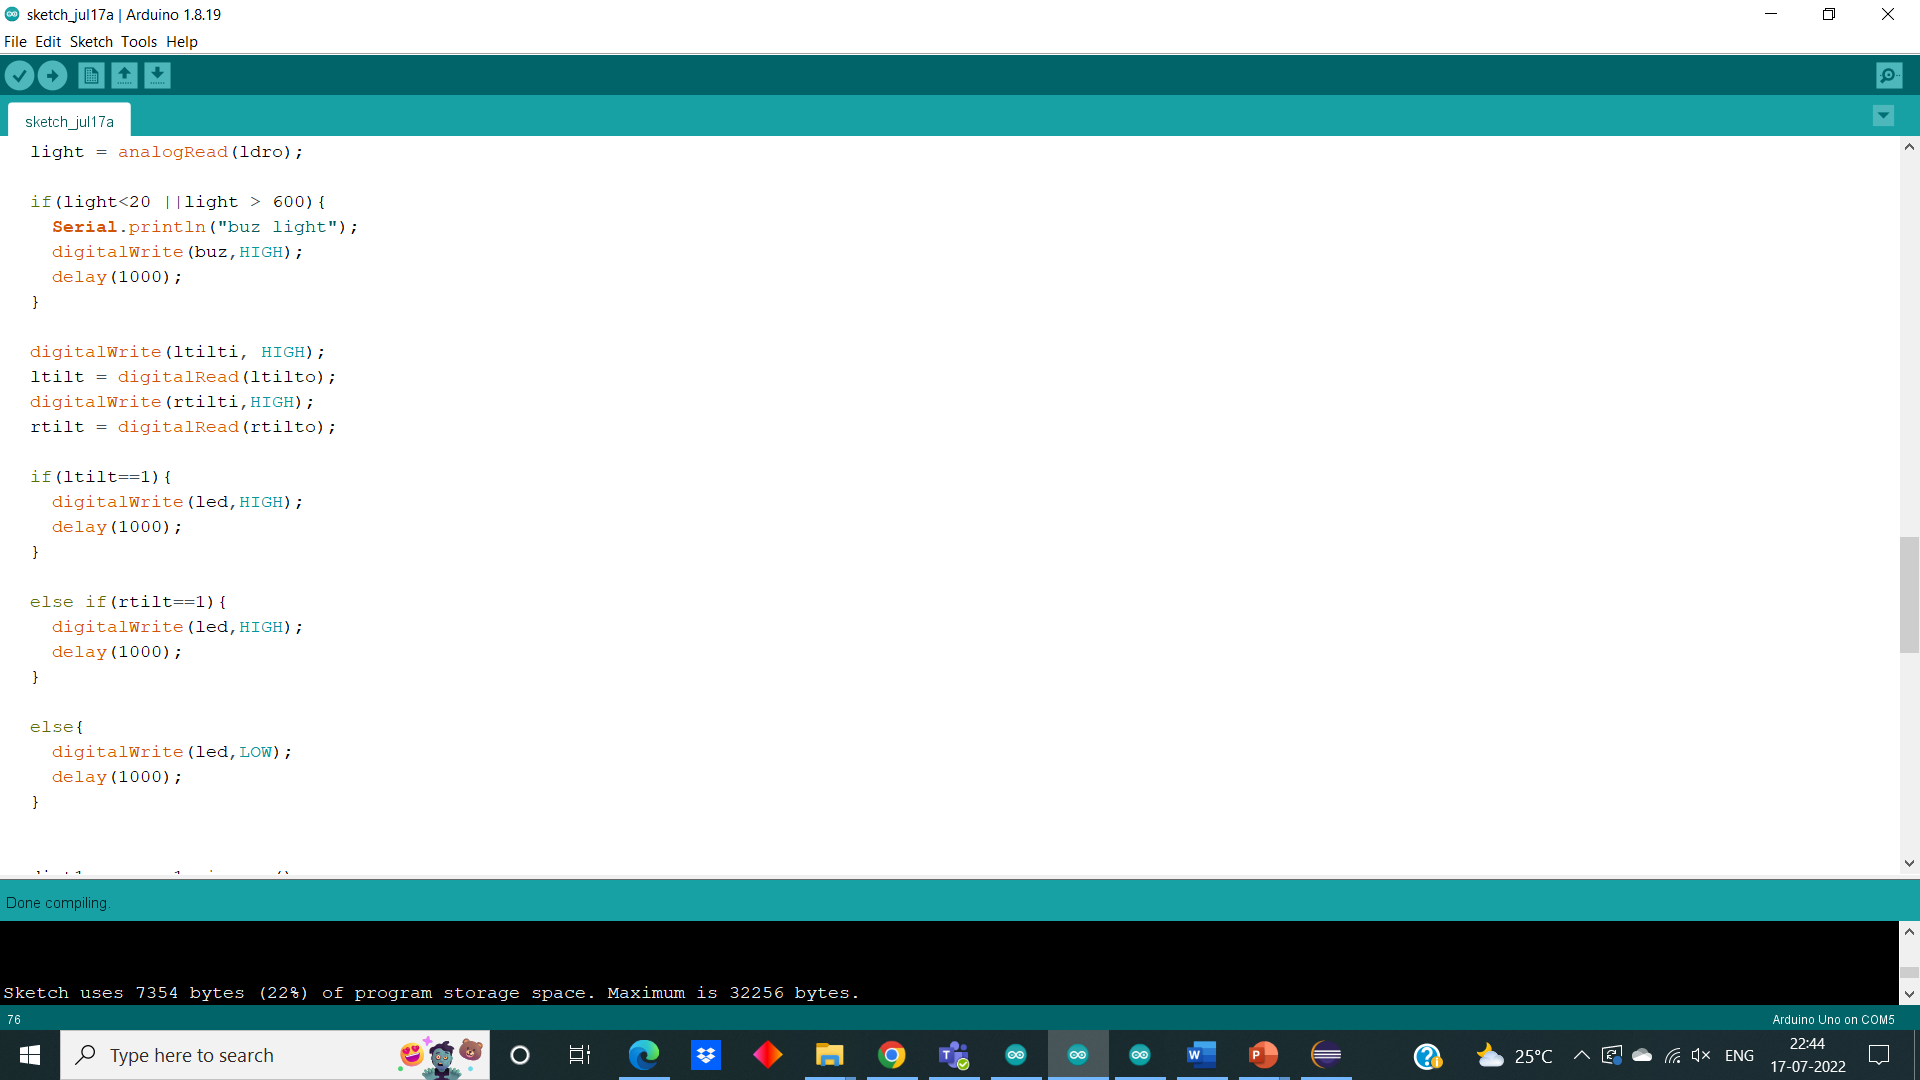 sketch_jul17a | Arduino 1.8.19
File Edit Sketch Tools Help
sketch_jul17a
light = analogRead(ldro);
if(light<20 ||light > 600){
Serial.println("buz light");
digitalWrite(buz,HIGH);
delay(1000);
}
digitalWrite(ltilti, HIGH);
ltilt = digitalRead(ltilto);
digitalWrite(rtilti,HIGH);
rtilt = digitalRead(rtilto);
if(ltilt==1){
digitalWrite(led,HIGH);
delay(1000);
}
else if(rtilt==1){
digitalWrite(led,HIGH);
delay(1000);
}
else{
digitalWrite(led,LOW);
delay(1000);
}
Done compiling.
Sketch uses 7354 bytes (22%) of program storage space. Maximum is 32256 bytes.
76
Arduino Uno on COM5
Type here to search
25°C
ENG
22:44
17-07-2022